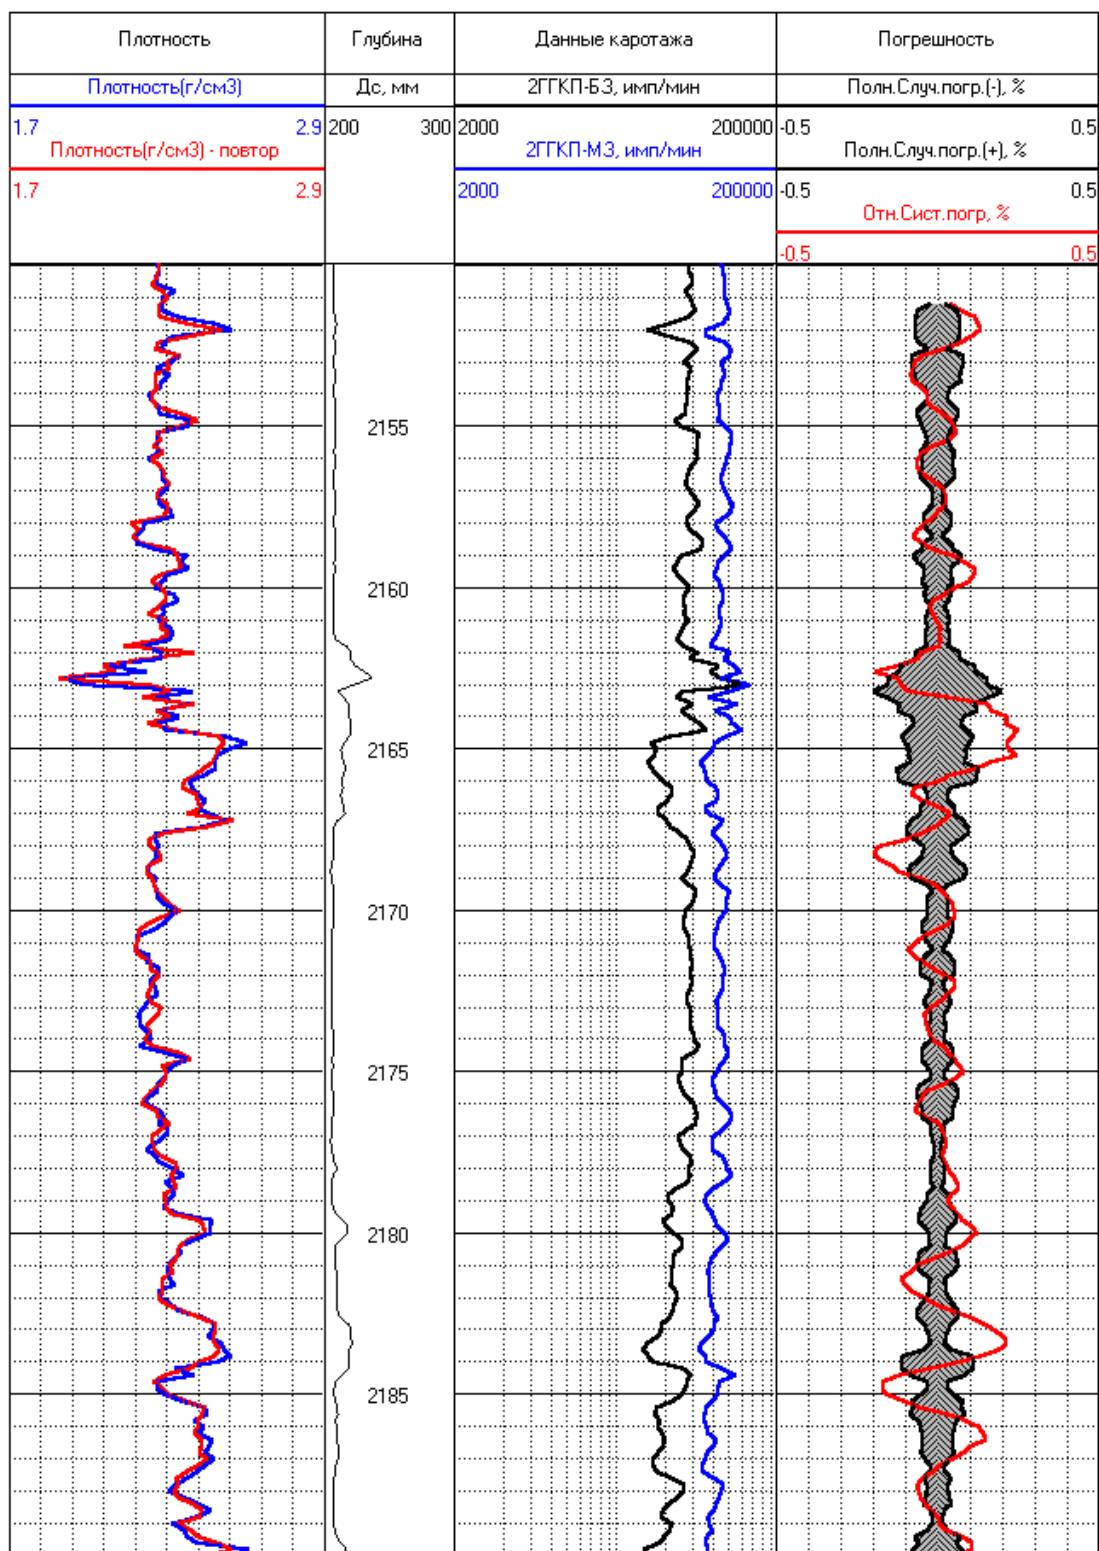 Плотность Глубина Данные каротажа Погрешность
Плотность(г/см3) Дс, мм 2ГГКП-БЗ, имп/мин Полн.Случ.погр.(-), %
1.7 2.9 200 300 2000 200000 -0.5 0.5
Плотность(г/см3) - повтор 2ГГКП-МЗ, имп/мин Полн.Случ.погр.(+), %
1.7 2.9 2000 200000 -0.5 0.5
Отн.Сист.погр, %
-0.5 0.5
2155
2160
2165
2170
2175
2180
2185